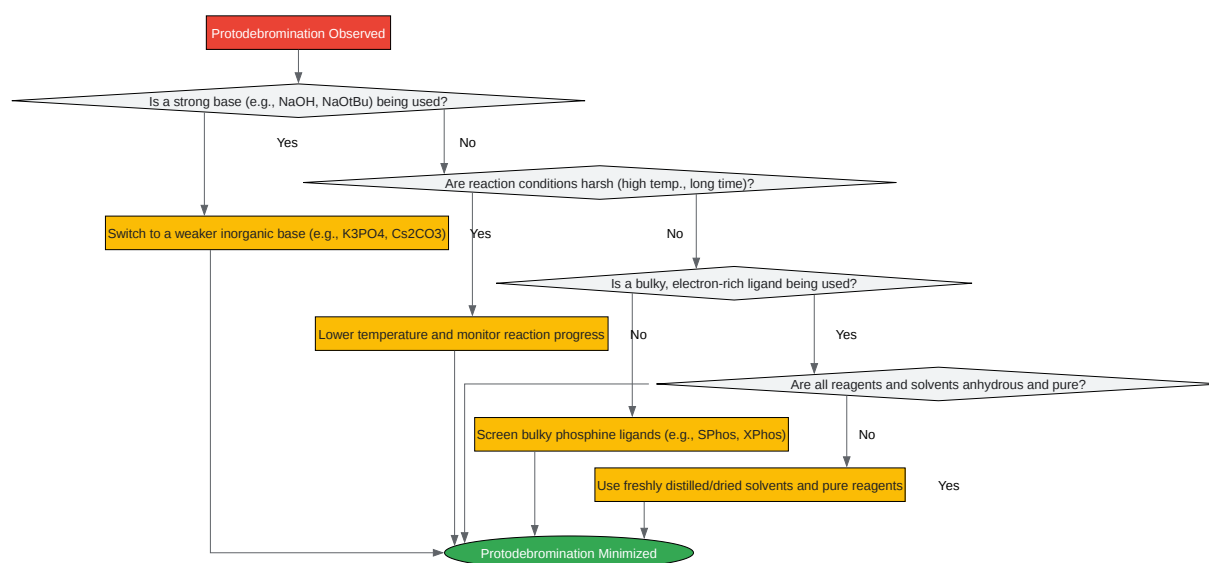 Protodebromination Observed
Is a strong base (e.g., NaOH, NaOtBu) being used?
Yes
No
Are reaction conditions harsh (high temp., long time)?
Switch to a weaker inorganic base (e.g., K3PO4, Cs2CO3)
Yes
No
Is a bulky, electron-rich ligand being used?
Lower temperature and monitor reaction progress
No
Yes
Are all reagents and solvents anhydrous and pure?
Screen bulky phosphine ligands (e.g., SPhos, XPhos)
No
Use freshly distilled/dried solvents and pure reagents
Yes
Protodebromination Minimized